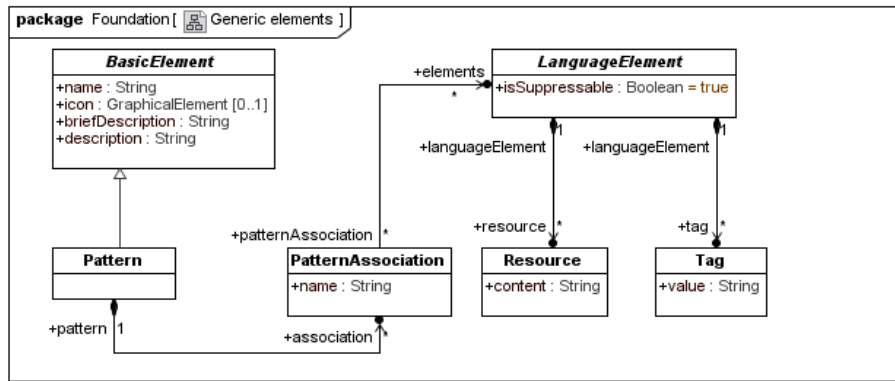 package Foundation [ Generic elements ]
BasicElement
+name : String
+icon : GraphicalElement [0..1]
+briefDescription : String
+description : String
LanguageElement
+isSuppressable : Boolean = true
+elements
*
1
1
+languageElement
+languageElement
+patternAssociation
*
+resource
*
+tag
*
Pattern
PatternAssociation
+name : String
Resource
+content : String
Tag
+value : String
+pattern
1
+association
*